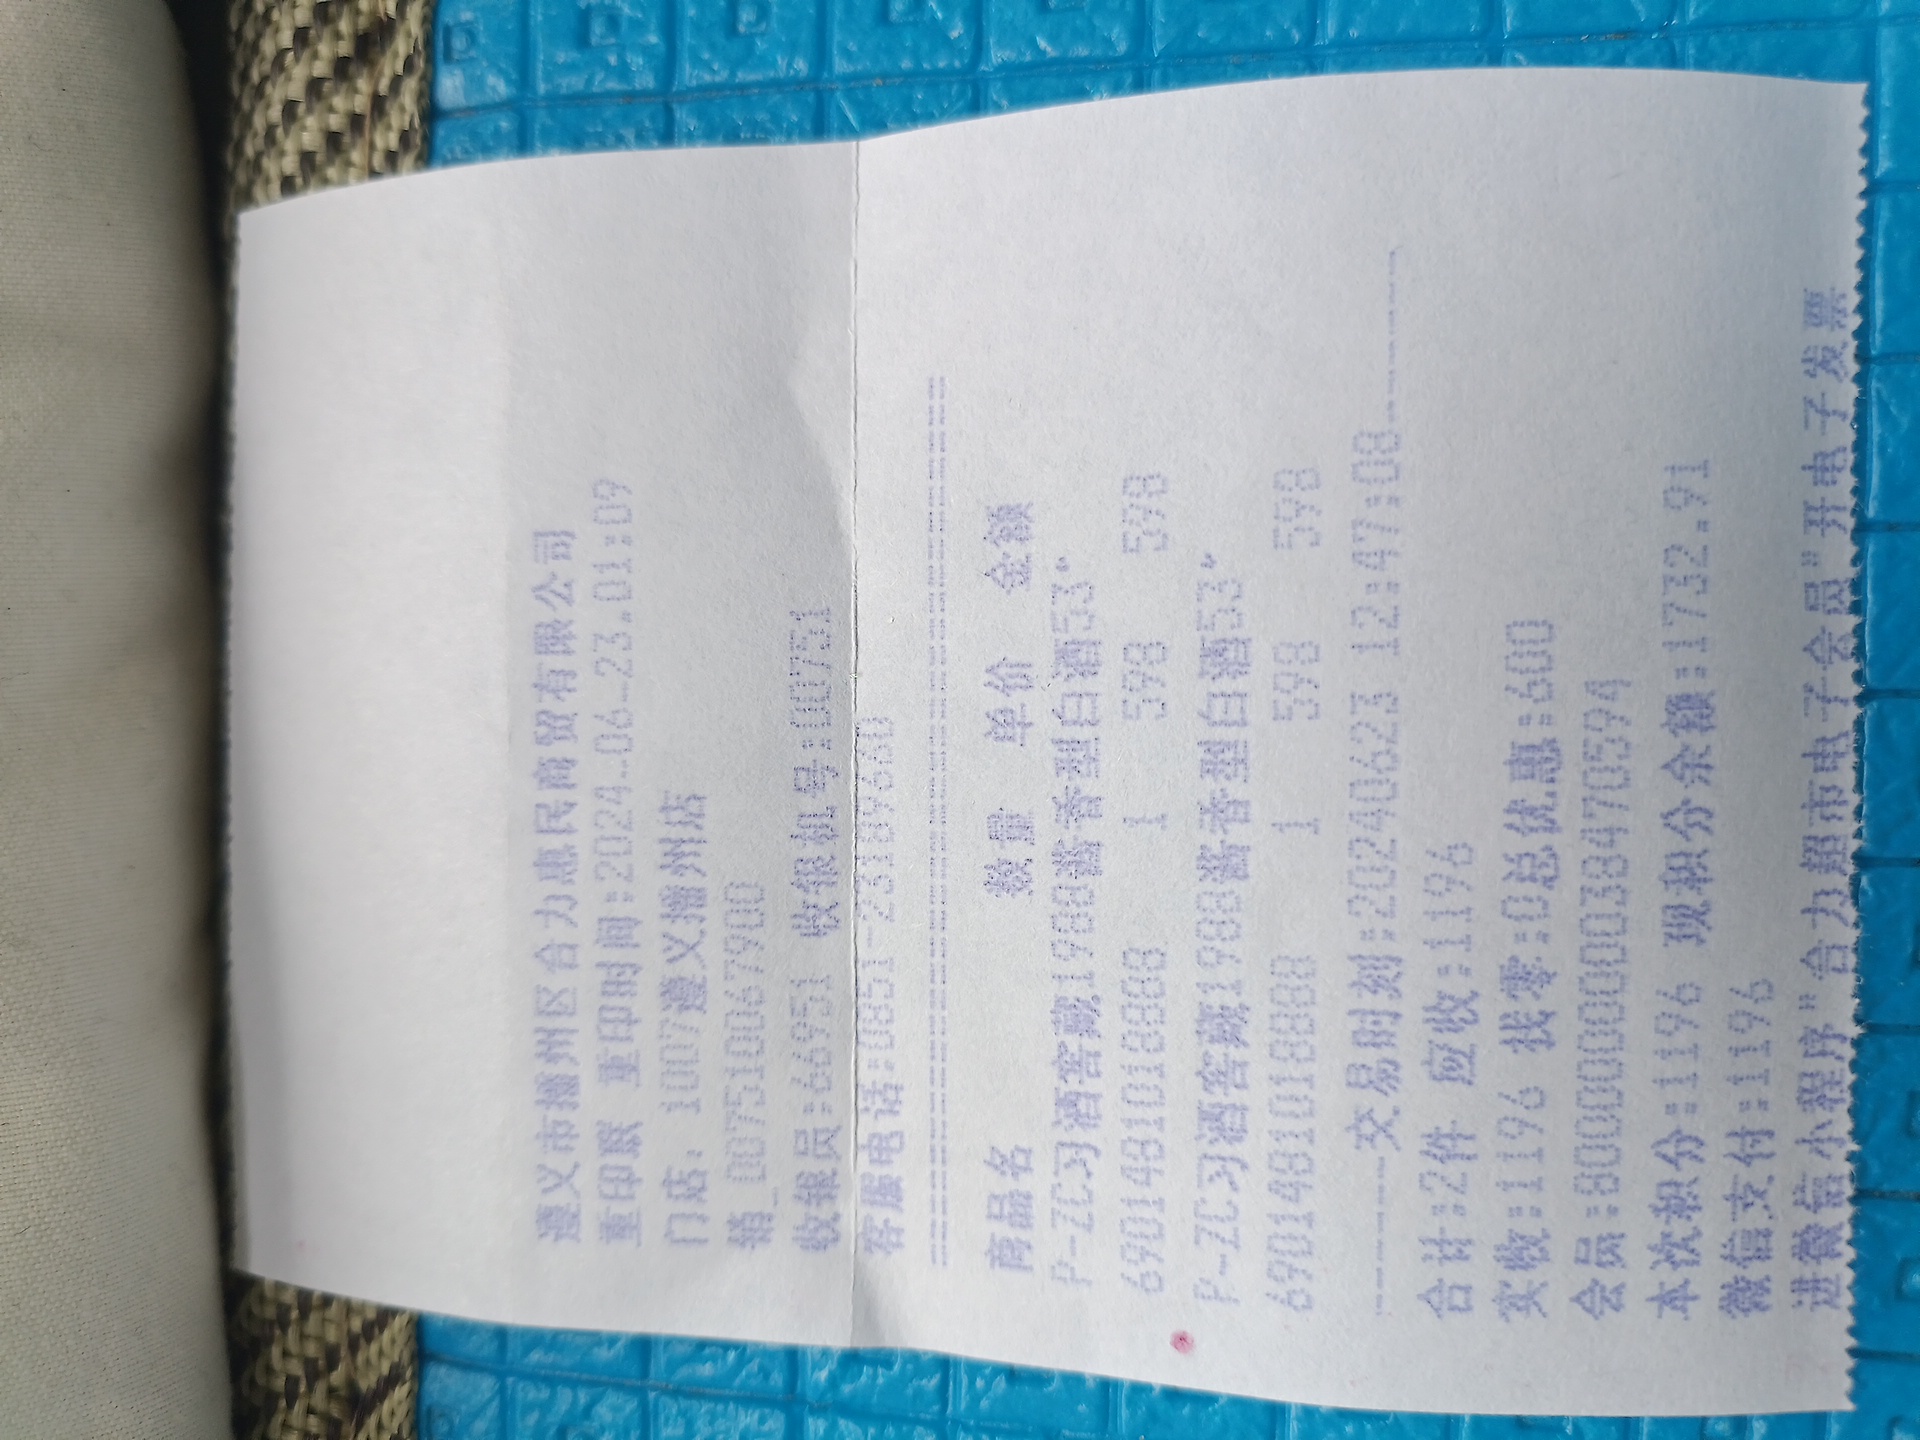 遵义市播州区合力惠民商贸有限公司
重印联 重印时间:2024-06-23.01:09
门店: 1007遵义播州店
销_007510067900
收银员:66951 收银机号:00751
客服电话:0851-23109660
================================
商品名 数量 单价 金额
P-ZC习酒窖藏1988酱香型白酒53°
6901481018888 1 598 598
P-ZC习酒窖藏1988酱香型白酒53°
6901481018888 1 598 598
--------交易时刻:20240623 12:47:08--------
合计:2件 应收:1196
实收:1196 找零:0总优惠:600
会员:80000000038470594
本次积分:1196 现积分余额:1732.91
微信支付:1196
进微信小程序"合力超市电子会员"开电子发票